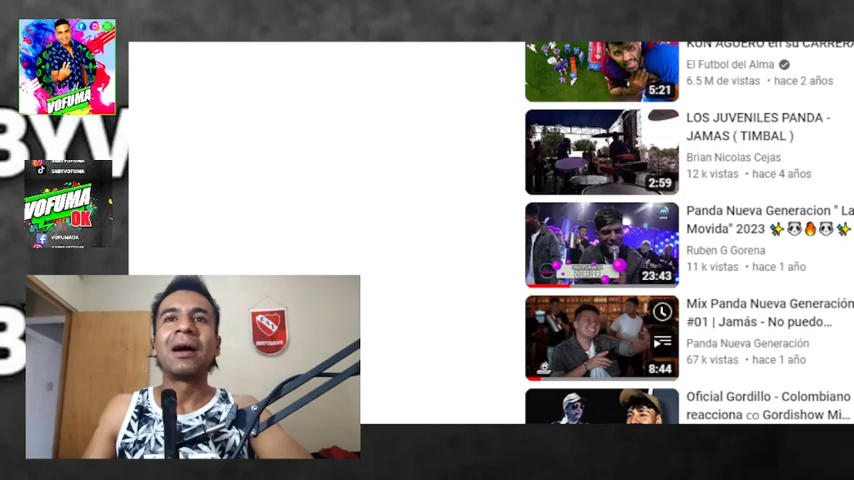 VOFUMA
BYV
GABYVOFUMA
VOFUMA
OK
VOFUMAOK
GABYVOFUMA
B
KUN AGÜERO en su CARRERA
El Futbol del Alma
6.5 M de vistas • hace 2 años
5:21
LOS JUVENILES PANDA -
JAMAS ( TIMBAL )
Brian Nicolas Cejas
12 k vistas • hace 4 años
2:59
Panda Nueva Generacion " La
Movida" 2023 ✨🐼🔥🐼✨
Ruben G Gorena
11 k vistas • hace 1 año
23:43
Mix Panda Nueva Generación
#01 | Jamás - No puedo...
Panda Nueva Generación
67 k vistas • hace 1 año
8:44
Oficial Gordillo - Colombiano
reacciona co Gordishow Mi...
INDEPENDIENTE